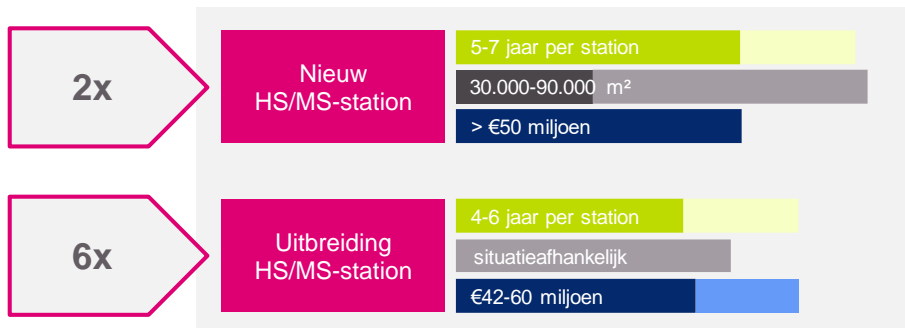 2x
Nieuw
HS/MS-station
5-7 jaar per station
30.000-90.000 m²
> €50 miljoen
6x
Uitbreiding
HS/MS-station
4-6 jaar per station
situatieafhankelijk
€42-60 miljoen